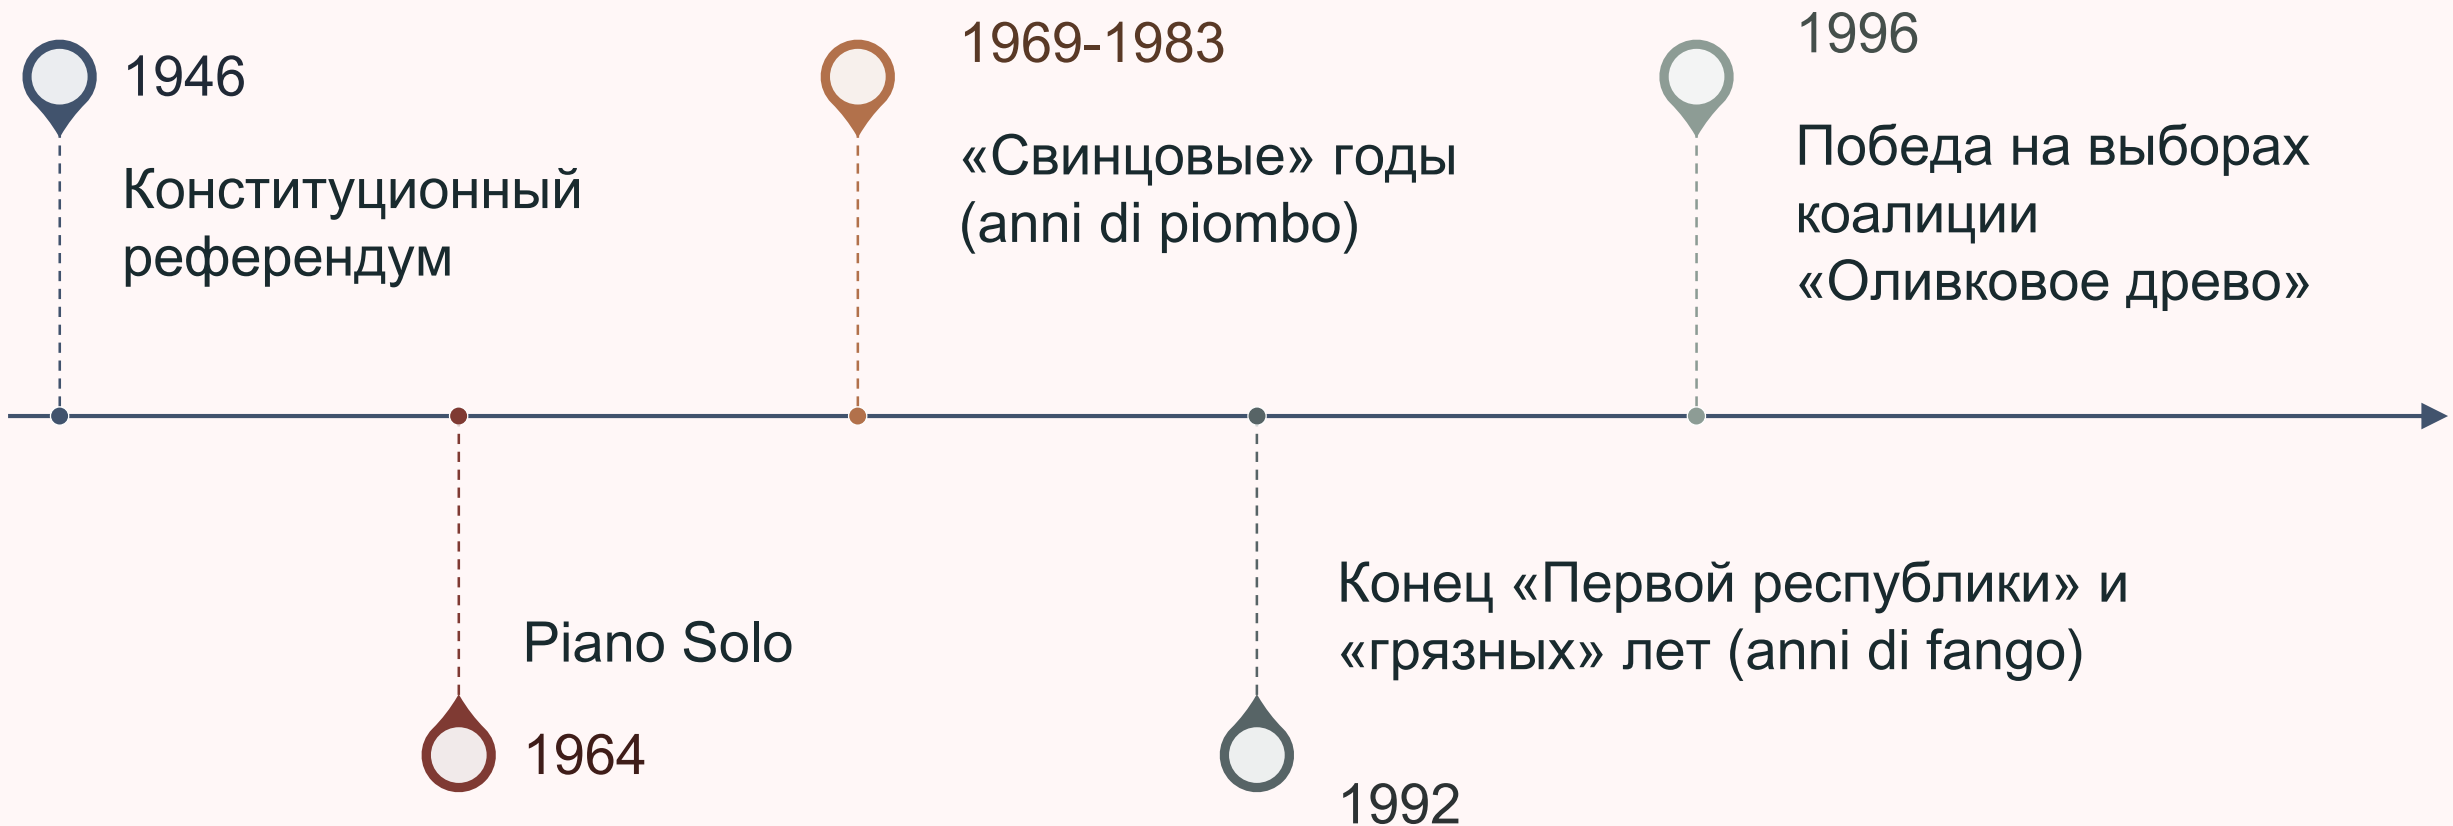 1946
Конституционный
референдум
Piano Solo
1964
1969-1983
«Свинцовые» годы
(anni di piombo)
Конец «Первой республики» и
«грязных» лет (anni di fango)
1992
1996
Победа на выборах
коалиции
«Оливковое древо»